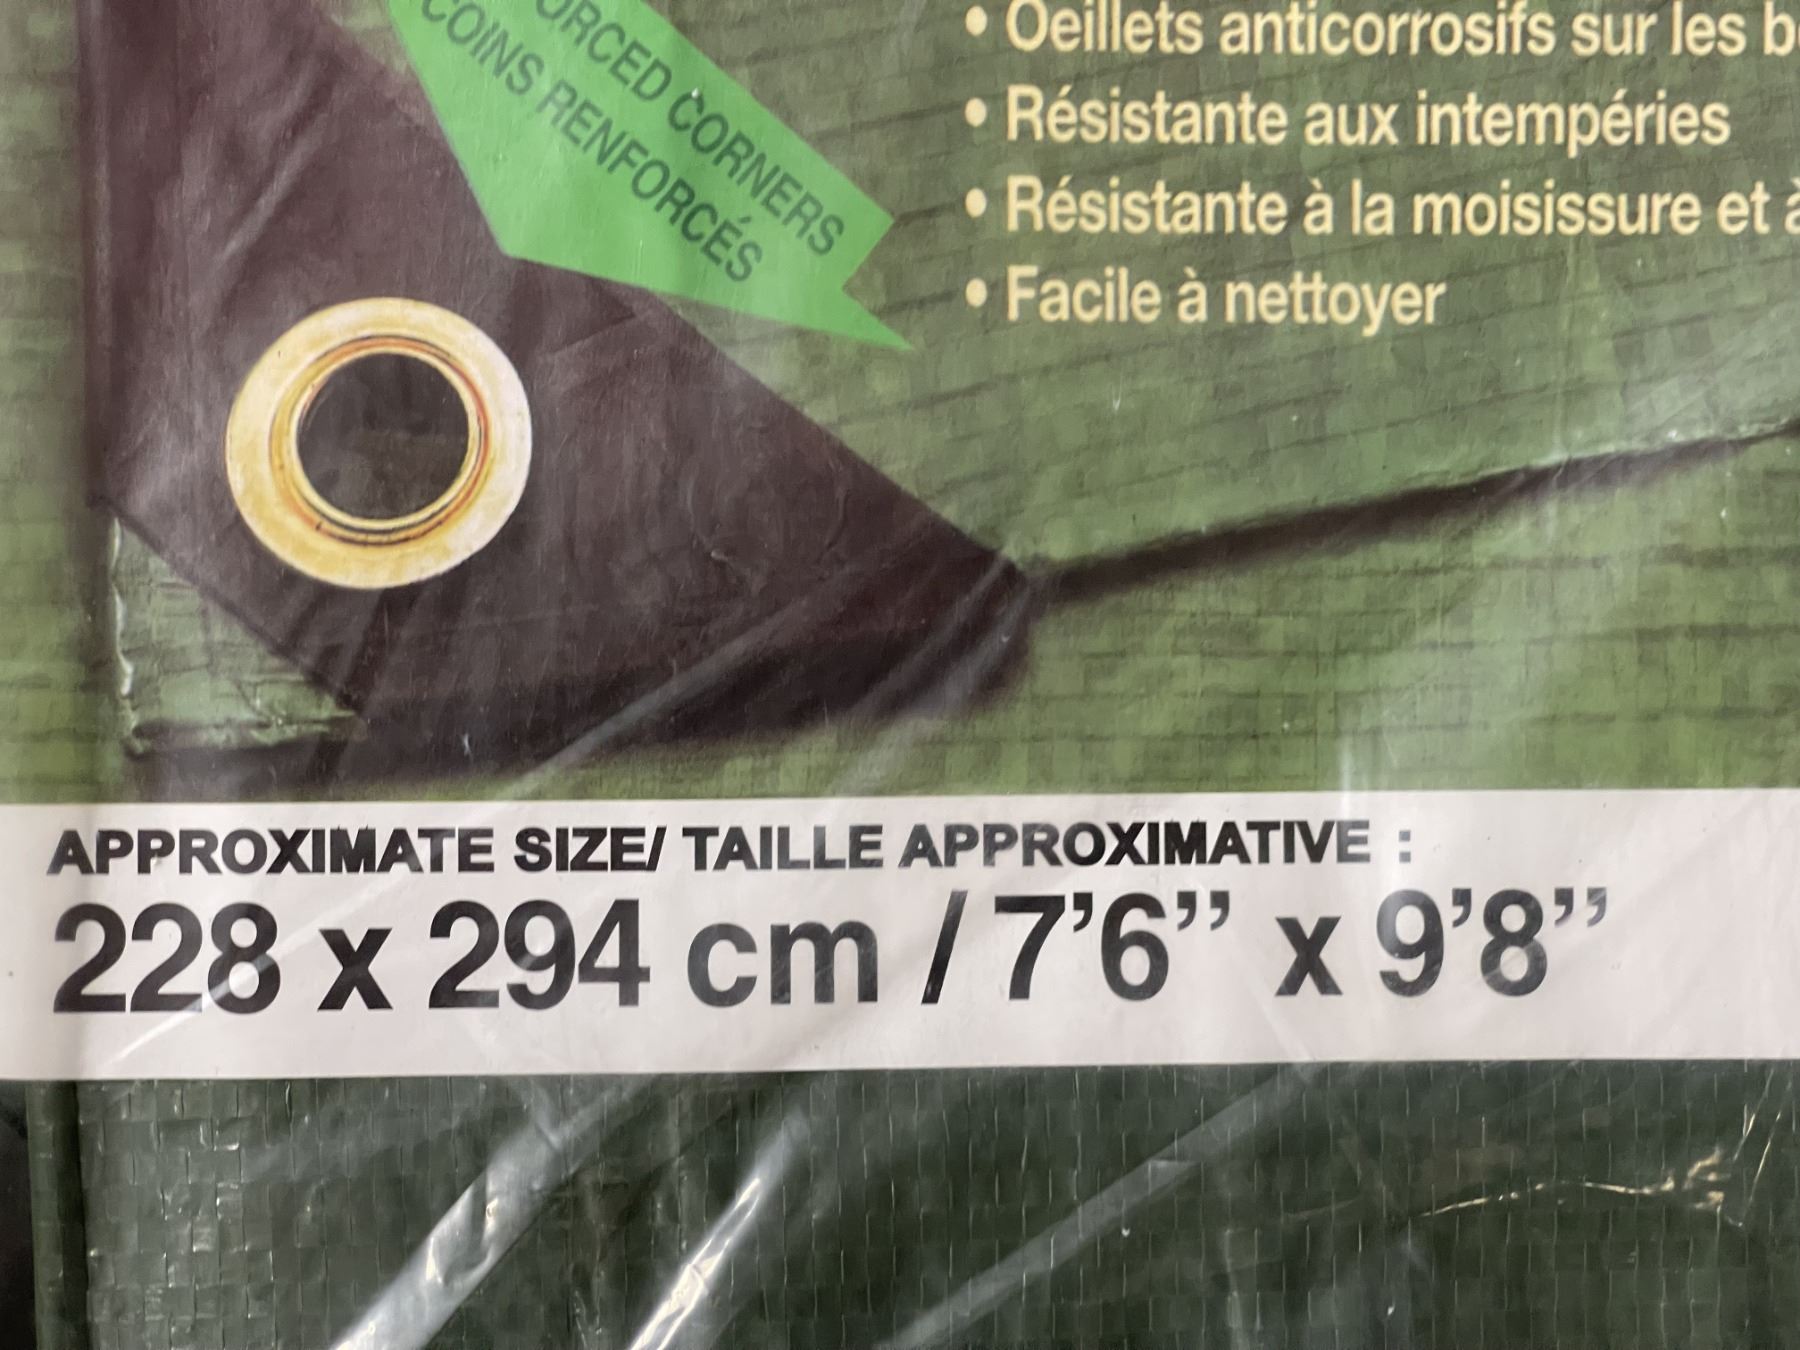 CORNERS
COINS RENFORCÉS
• Oeillets anticorrosifs sur les
• Résistante aux intempéries
• Résistante à la moisissure et
• Facile à nettoyer
APPROXIMATE SIZE/ TAILLE APPROXIMATIVE :
228 x 294 cm / 7’6” x 9’8”